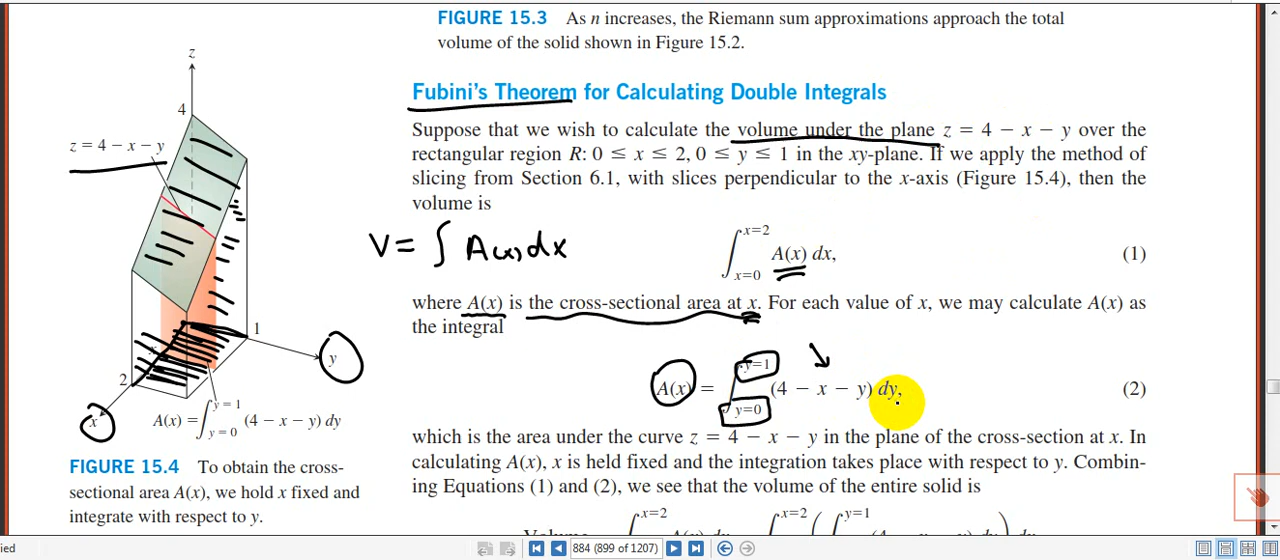 FIGURE 15.3 As n increases, the Riemann sum approximations approach the total
volume of the solid shown in Figure 15.2.
z
4
z = 4 − x − y
1
y
2
x
A(x) = ∫_{y = 0}^{y = 1} (4 − x − y) dy
FIGURE 15.4 To obtain the cross-
sectional area A(x), we hold x fixed and
integrate with respect to y.
Fubini's Theorem for Calculating Double Integrals
Suppose that we wish to calculate the volume under the plane z = 4 − x − y over the
rectangular region R: 0 ≤ x ≤ 2, 0 ≤ y ≤ 1 in the xy-plane. If we apply the method of
slicing from Section 6.1, with slices perpendicular to the x-axis (Figure 15.4), then the
volume is
V = ∫ A(x) dx
∫_{x=0}^{x=2} A(x) dx, (1)
where A(x) is the cross-sectional area at x. For each value of x, we may calculate A(x) as
the integral
A(x) = ∫_{y=0}^{y=1} (4 − x − y) dy, (2)
which is the area under the curve z = 4 − x − y in the plane of the cross-section at x. In
calculating A(x), x is held fixed and the integration takes place with respect to y. Combin-
ing Equations (1) and (2), we see that the volume of the entire solid is
x=2 x=2 y=1
ied
884 (899 of 1207)